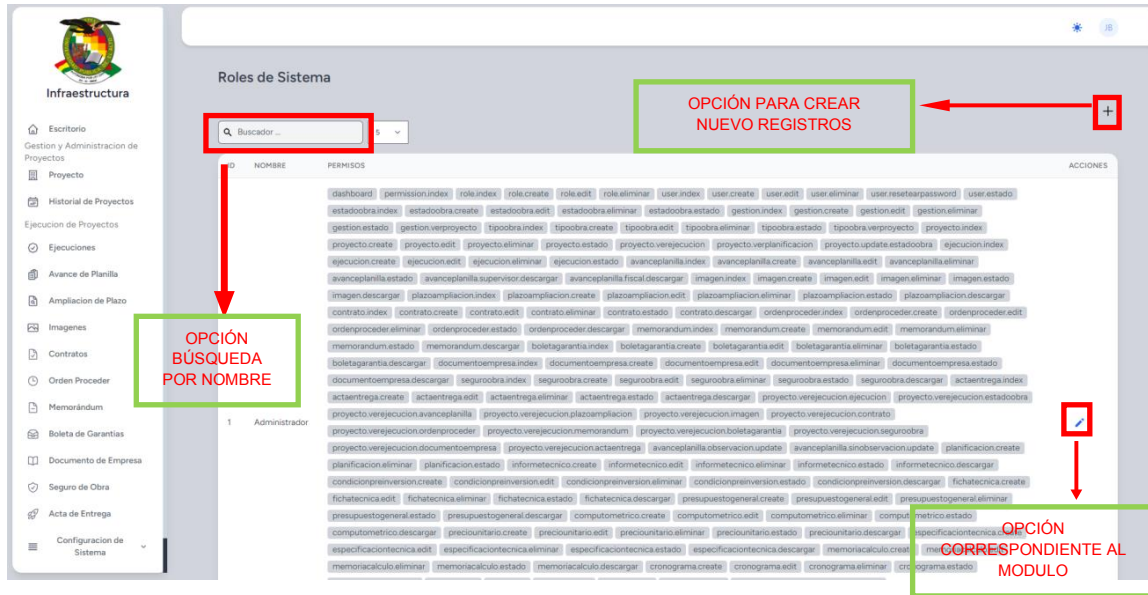 Infraestructura
Escritorio
Gestion y Administracion de
Proyectos
Proyecto
Historial de Proyectos
Ejecucion de Proyectos
Ejecuciones
Avance de Planilla
Ampliacion de Plazo
Imagenes
Contratos
Orden Proceder
Memorándum
Boleta de Garantias
Documento de Empresa
Seguro de Obra
Acta de Entrega
Configuracion de
Sistema
JB
Roles de Sistema
OPCIÓN PARA CREAR
NUEVO REGISTROS
+
Buscador ...
5
ID NOMBRE PERMISOS ACCIONES
dashboard permission.index role.index role.create role.edit role.eliminar user.index user.create user.edit user.eliminar user.resetearpassword user.estado
estadoobra.index estadoobra.create estadoobra.edit estadoobra.eliminar estadoobra.estado gestion.index gestion.create gestion.edit gestion.eliminar
gestion.estado gestion.verproyecto tipoobra.index tipoobra.create tipoobra.edit tipoobra.eliminar tipoobra.estado tipoobra.verproyecto proyecto.index
proyecto.create proyecto.edit proyecto.eliminar proyecto.estado proyecto.verejecucion proyecto.verplanificacion proyecto.update.estadoobra ejecucion.index
ejecucion.create ejecucion.edit ejecucion.eliminar ejecucion.estado avanceplanilla.index avanceplanilla.create avanceplanilla.edit avanceplanilla.eliminar
avanceplanilla.estado avanceplanilla.supervisor.descargar avanceplanilla.fiscal.descargar imagen.index imagen.create imagen.edit imagen.eliminar imagen.estado
imagen.descargar plazoampliacion.index plazoampliacion.create plazoampliacion.edit plazoampliacion.eliminar plazoampliacion.estado plazoampliacion.descargar
contrato.index contrato.create contrato.edit contrato.eliminar contrato.estado contrato.descargar ordenproceder.index ordenproceder.create ordenproceder.edit
ordenproceder.eliminar ordenproceder.estado ordenproceder.descargar memorandum.index memorandum.create memorandum.edit memorandum.eliminar
memorandum.estado memorandum.descargar boletagarantia.index boletagarantia.create boletagarantia.edit boletagarantia.eliminar boletagarantia.estado
boletagarantia.descargar documentoempresa.index documentoempresa.create documentoempresa.edit documentoempresa.eliminar documentoempresa.estado
documentoempresa.descargar seguroobra.index seguroobra.create seguroobra.edit seguroobra.eliminar seguroobra.estado seguroobra.descargar actaentrega.index
actaentrega.create actaentrega.edit actaentrega.eliminar actaentrega.estado actaentrega.descargar proyecto.verejecucion.ejecucion proyecto.verejecucion.estadoobra
proyecto.verejecucion.avanceplanilla proyecto.verejecucion.plazoampliacion proyecto.verejecucion.imagen proyecto.verejecucion.contrato
1 Administrador
proyecto.verejecucion.ordenproceder proyecto.verejecucion.memorandum proyecto.verejecucion.boletagarantia proyecto.verejecucion.seguroobra
proyecto.verejecucion.documentoempresa proyecto.verejecucion.actaentrega avanceplanilla.observacion.update avanceplanilla.sinobservacion.update planificacion.create
planificacion.eliminar planificacion.estado informetecnico.create informetecnico.edit informetecnico.eliminar informetecnico.estado informetecnico.descargar
condicionpreinversion.create condicionpreinversion.edit condicionpreinversion.eliminar condicionpreinversion.estado condicionpreinversion.descargar fichatecnica.create
fichatecnica.edit fichatecnica.eliminar fichatecnica.estado fichatecnica.descargar presupuestogeneral.create presupuestogeneral.edit presupuestogeneral.eliminar
presupuestogeneral.estado presupuestogeneral.descargar computometrico.create computometrico.edit computometrico.eliminar computometrico.estado
computometrico.descargar preciounitario.create preciounitario.edit preciounitario.eliminar preciounitario.estado preciounitario.descargar especificaciontecnica.create
especificaciontecnica.edit especificaciontecnica.eliminar especificaciontecnica.estado especificaciontecnica.descargar memoriacalculo.create
memoriacalculo.eliminar memoriacalculo.estado memoriacalculo.descargar cronograma.create cronograma.edit cronograma.eliminar cronograma.estado
OPCIÓN
BÚSQUEDA
POR NOMBRE
OPCIÓN
CORRESPONDIENTE AL
MODULO